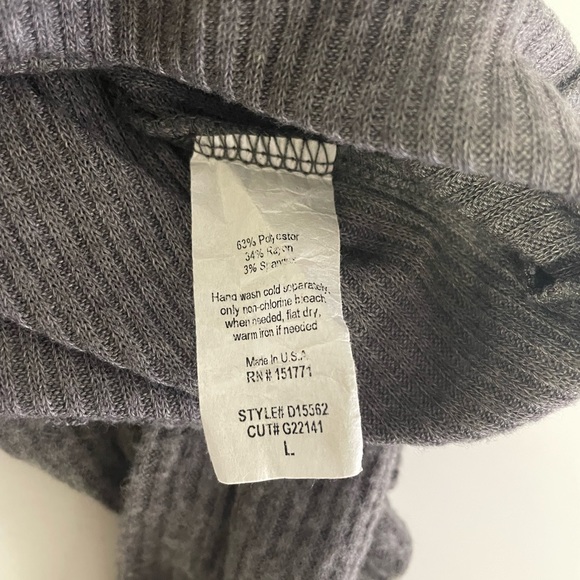 63% Polyester
34% Rayon
3% Spandex
Hand wash cold separately,
only non-chlorine bleach
when needed, flat dry,
warm iron if needed
Made in U.S.A
RN# 151771
STYLE# D15562
CUT# G22141
L.